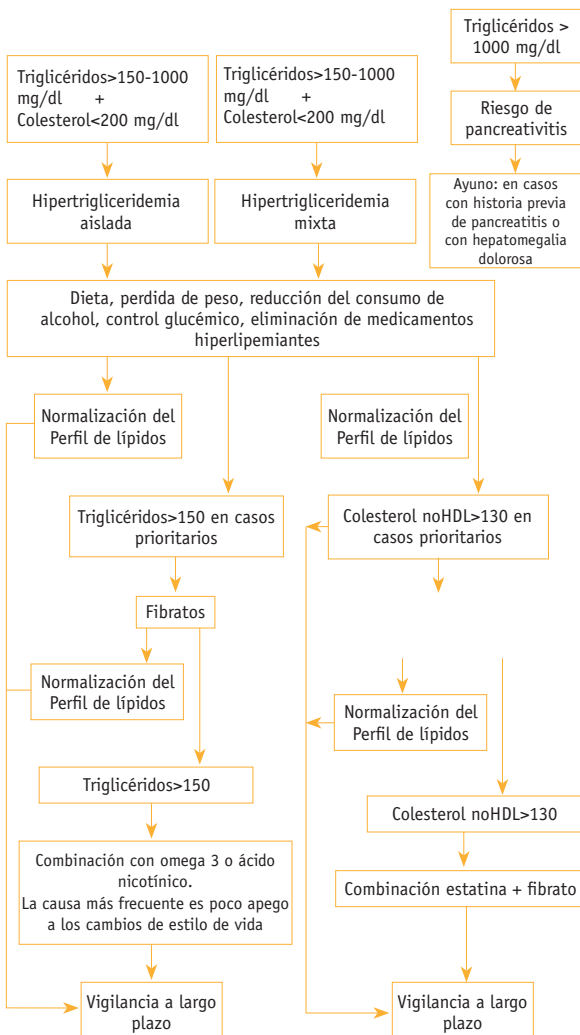 Triglicéridos>150-1000
mg/dl +
Colesterol<200 mg/dl
Triglicéridos>150-1000
mg/dl +
Colesterol<200 mg/dl
Triglicéridos >
1000 mg/dl
Riesgo de
pancreativitis
Ayuno: en casos
con historia previa
de pancreatitis o
con hepatomegalia
dolorosa
Hipertrigliceridemia
aislada
Hipertrigliceridemia
mixta
Dieta, perdida de peso, reducción del consumo de
alcohol, control glucémico, eliminación de medicamentos
hiperlipemiantes
Normalización del
Perfil de lípidos
Normalización del
Perfil de lípidos
Triglicéridos>150 en casos
prioritarios
Colesterol noHDL>130 en
casos prioritarios
Fibratos
Normalización del
Perfil de lípidos
Normalización del
Perfil de lípidos
Triglicéridos>150
Colesterol noHDL>130
Combinación con omega 3 o ácido
nicotínico.
La causa más frecuente es poco apego
a los cambios de estilo de vida
Combinación estatina + fibrato
Vigilancia a largo
plazo
Vigilancia a largo
plazo